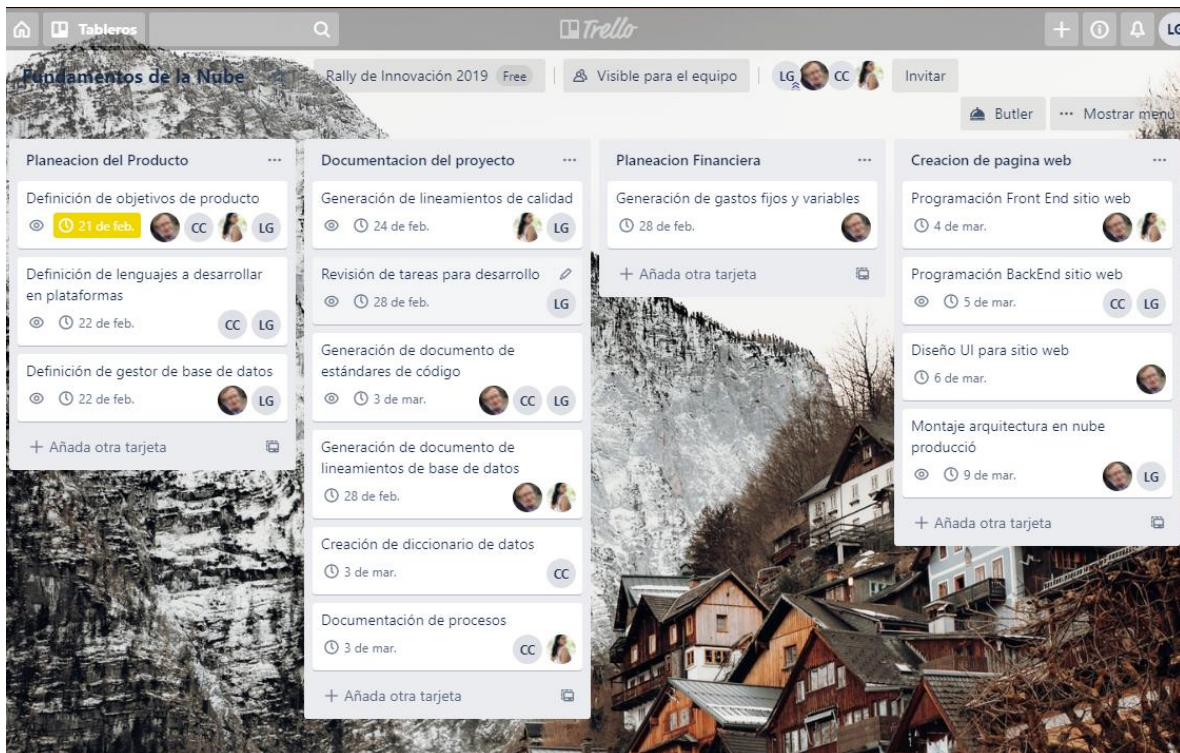 Tableros
Trello
LG
Fundamentos de la Nube
Rally de Innovación 2019 Free
Visible para el equipo
LG CC
Invitar
Butler
Mostrar menú
Planeacion del Producto
Definición de objetivos de producto
21 de feb. CC LG
Definición de lenguajes a desarrollar
en plataformas
22 de feb. CC LG
Definición de gestor de base de datos
22 de feb. LG
+ Añada otra tarjeta
Documentacion del proyecto
Generación de lineamientos de calidad
24 de feb. LG
Revisión de tareas para desarrollo
28 de feb. LG
Generación de documento de
estándares de código
3 de mar. CC LG
Generación de documento de
lineamientos de base de datos
28 de feb.
Creación de diccionario de datos
3 de mar. CC
Documentación de procesos
3 de mar. CC
+ Añada otra tarjeta
Planeacion Financiera
Generación de gastos fijos y variables
28 de feb.
+ Añada otra tarjeta
Creacion de pagina web
Programación Front End sitio web
4 de mar.
Programación BackEnd sitio web
5 de mar. CC LG
Diseño UI para sitio web
6 de mar.
Montaje arquitectura en nube
producció
9 de mar. LG
+ Añada otra tarjeta